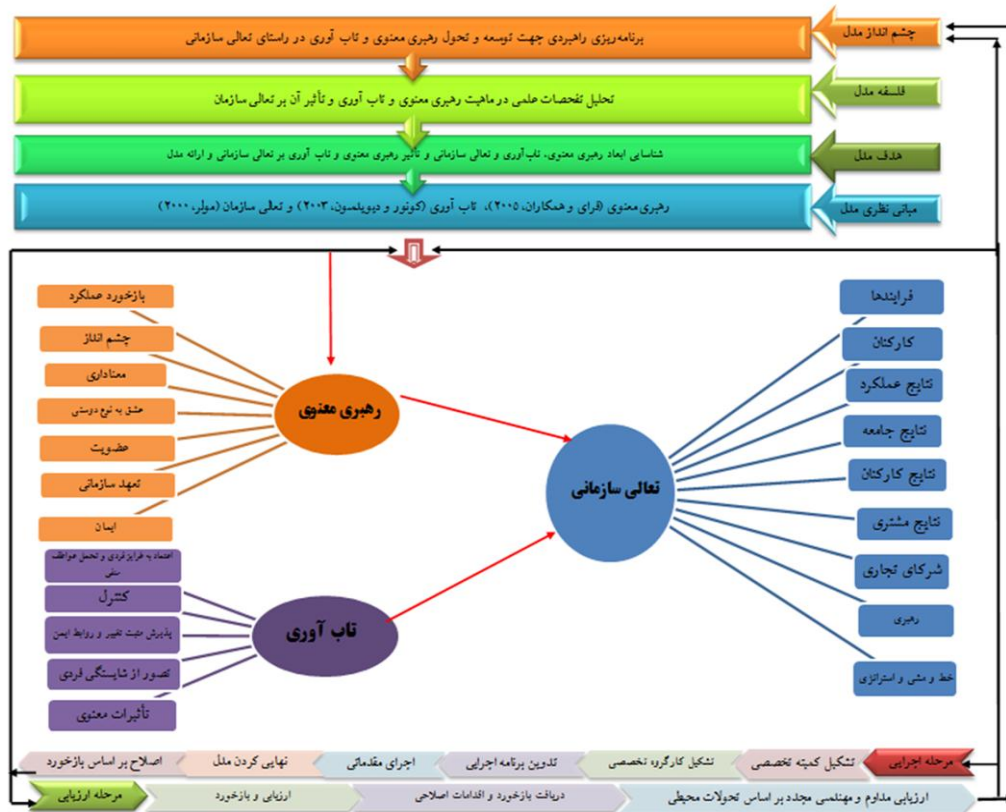 چشم انداز مدل
برنامه‌ریزی راهبردی جهت توسعه و تحول رهبری معنوی و تاب آوری در راستای تعالی سازمانی
فلسفه مدل
تحلیل تفحصات علمی در ماهیت رهبری معنوی و تاب آوری و تأثیر آن بر تعالی سازمان
هدف مدل
شناسایی ابعاد رهبری معنوی، تاب‌آوری و تعالی سازمانی و تأثیر رهبری معنوی و تاب آوری بر تعالی سازمانی و ارائه مدل
مبانی نظری مدل
رهبری معنوی (فرای و همکاران، ۲۰۰۵)، تاب آوری (کونور و دیویلسون، ۲۰۰۳) و تعالی سازمان (مولر، ۲۰۰۰)
فرایندها
کارکنان
نتایج عملکرد
نتایج جامعه
نتایج کارکنان
نتایج مشتری
شرکای تجاری
رهبری
خط و مشی و استراتژی
تعالی سازمانی
رهبری معنوی
بازخورد عملکرد
چشم انداز
معناداری
عشق به نوع دوستی
عضویت
تعهد سازمانی
ایمان
تاب آوری
اعتماد به غرایز فردی و تحمل عواطف
منفی
کنترل
پذیرش مثبت تغییر و روابط ایمن
تصور از شایستگی فردی
تأثیرات معنوی
مرحله اجرایی
تشکیل کمیته تخصصی
تشکیل کارگروه تخصصی
تدوین برنامه اجرایی
اجرای مقدماتی
نهایی کردن مدل
اصلاح بر اساس بازخورد
مرحله ارزیابی
ارزیابی و بازخورد
دریافت بازخورد و اقدامات اصلاحی
ارزیابی مداوم و مهندسی مجدد بر اساس تحولات محیطی